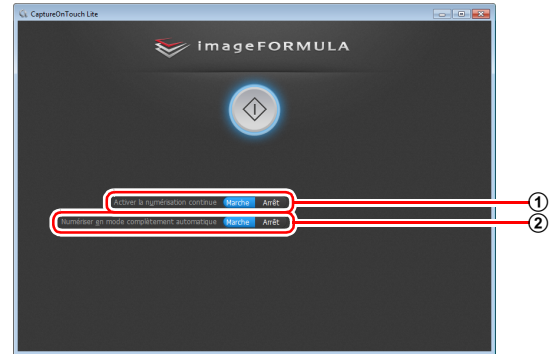 CaptureOnTouch Lite
imageFORMULA
Activer la numérisation continue Marche Arrêt
①
Numériser en mode complètement automatique Marche Arrêt
②